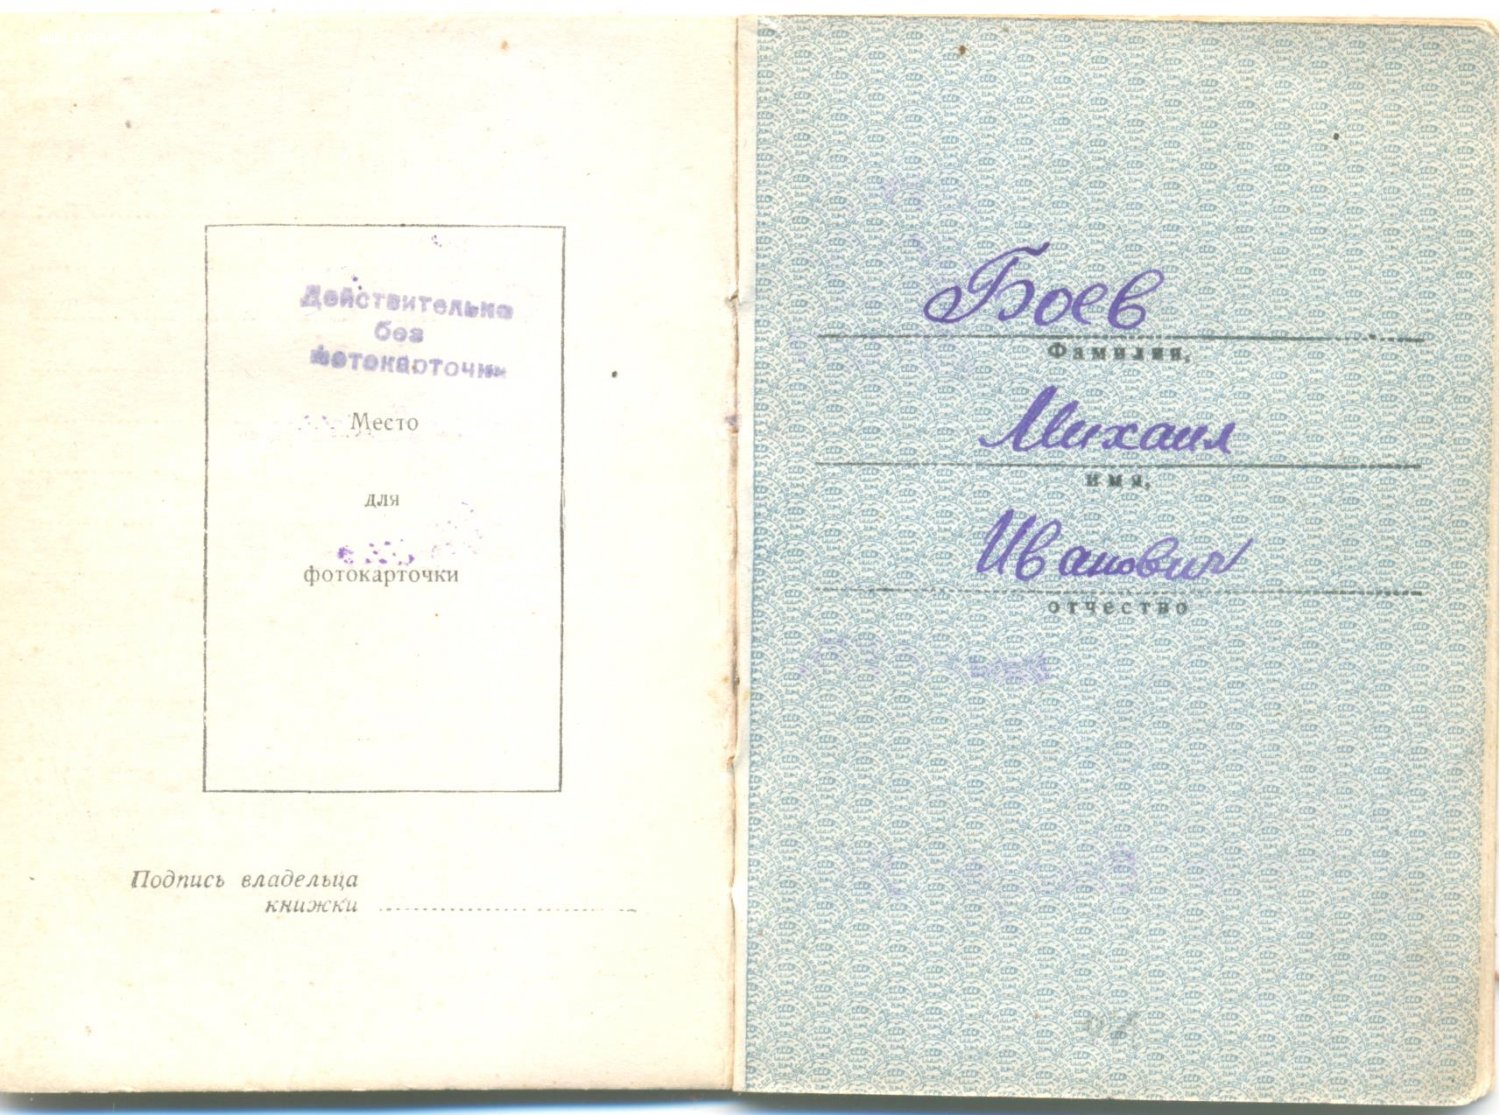 Действительно
без
фотокарточки
Место
для
фотокарточки
Подпись владельца
книжки
Боев
Фамилия,
Михаил
имя,
Иванович
отчество